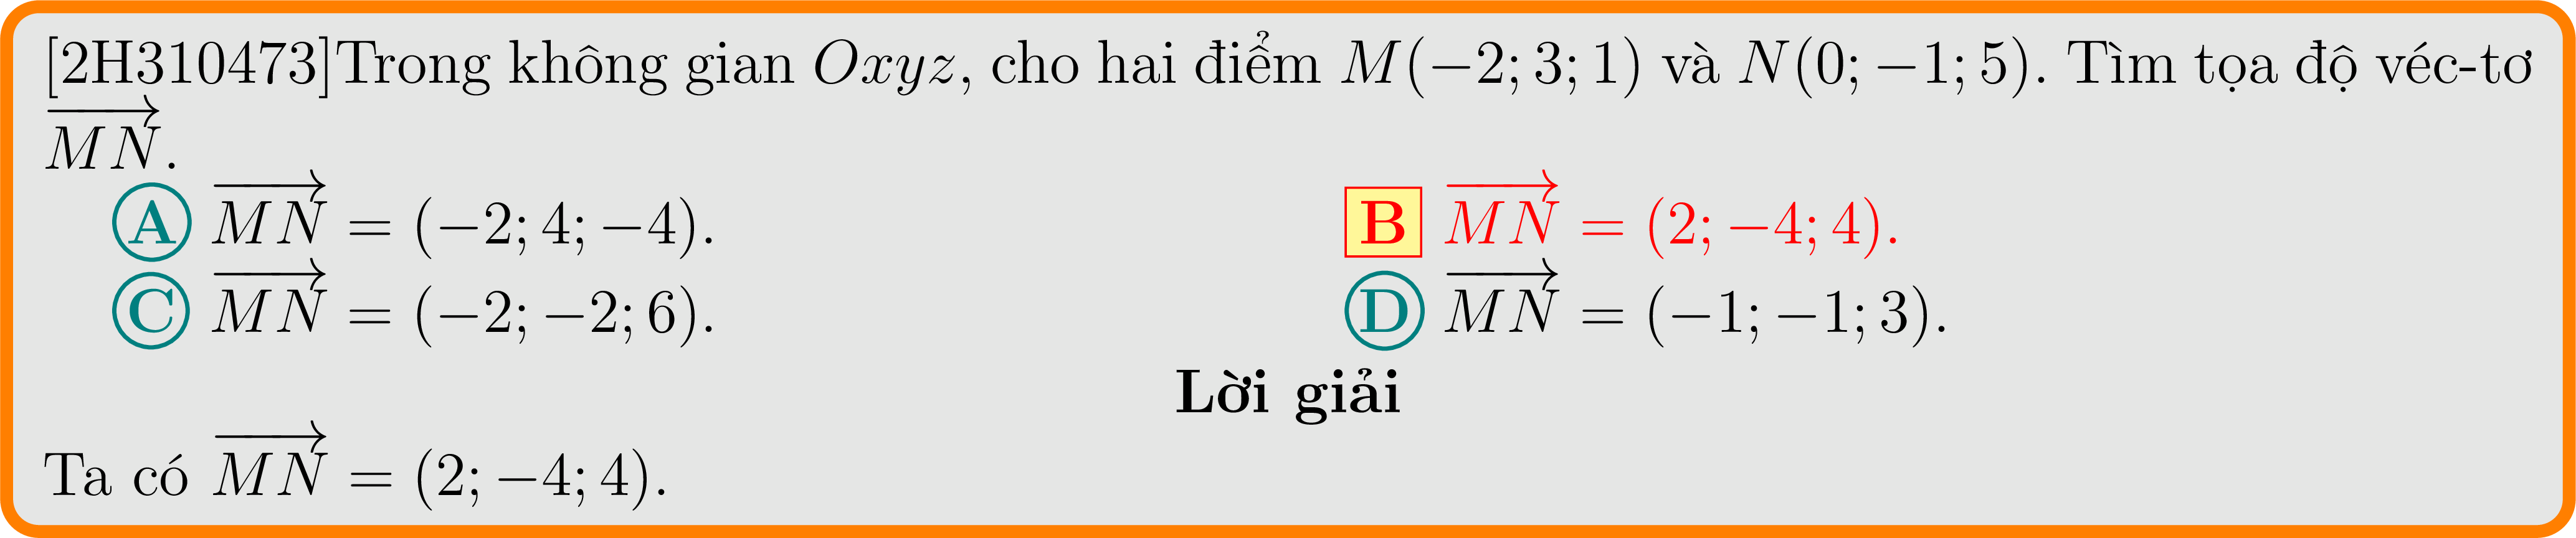 [2H310473]Trong không gian Oxyz, cho hai điểm M(−2; 3; 1) và N(0; −1; 5). Tìm tọa độ véc-tơ
$\overrightarrow{MN}$.
A $\overrightarrow{MN}$ = (−2; 4; −4). B $\overrightarrow{MN}$ = (2; −4; 4).
C $\overrightarrow{MN}$ = (−2; −2; 6). D $\overrightarrow{MN}$ = (−1; −1; 3).
Lời giải
Ta có $\overrightarrow{MN}$ = (2; −4; 4).